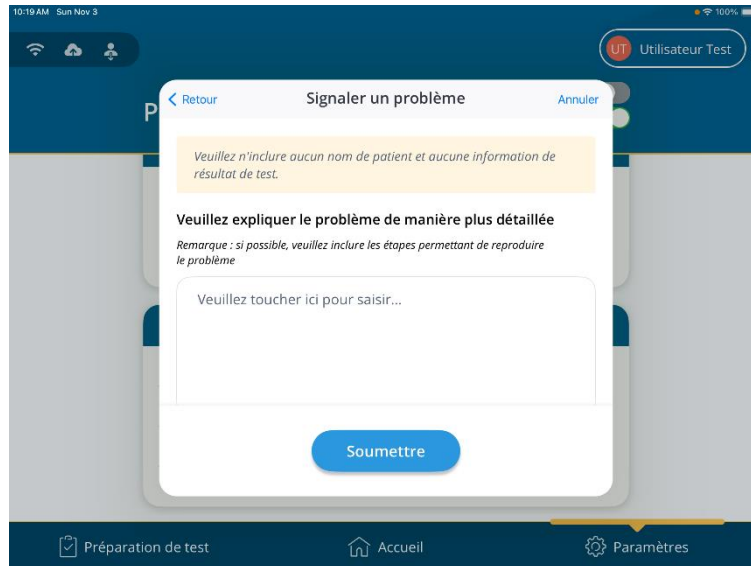 10:19 AM Sun Nov 3
100%
UT Utilisateur Test
P
Retour
Signaler un problème
Annuler
Veuillez n'inclure aucun nom de patient et aucune information de
résultat de test.
Veuillez expliquer le problème de manière plus détaillée
Remarque : si possible, veuillez inclure les étapes permettant de reproduire
le problème
Veuillez toucher ici pour saisir...
Soumettre
Préparation de test
Accueil
Paramètres